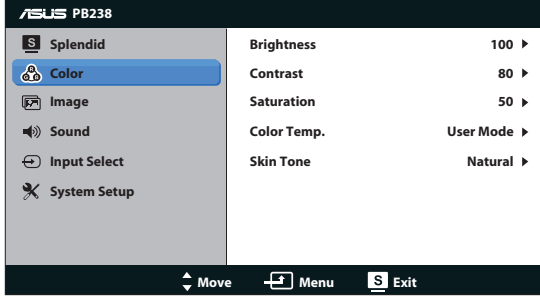 ASUS PB238
S Splendid
Color
Image
Sound
Input Select
System Setup
Brightness 100
Contrast 80
Saturation 50
Color Temp. User Mode
Skin Tone Natural
Move Menu S Exit